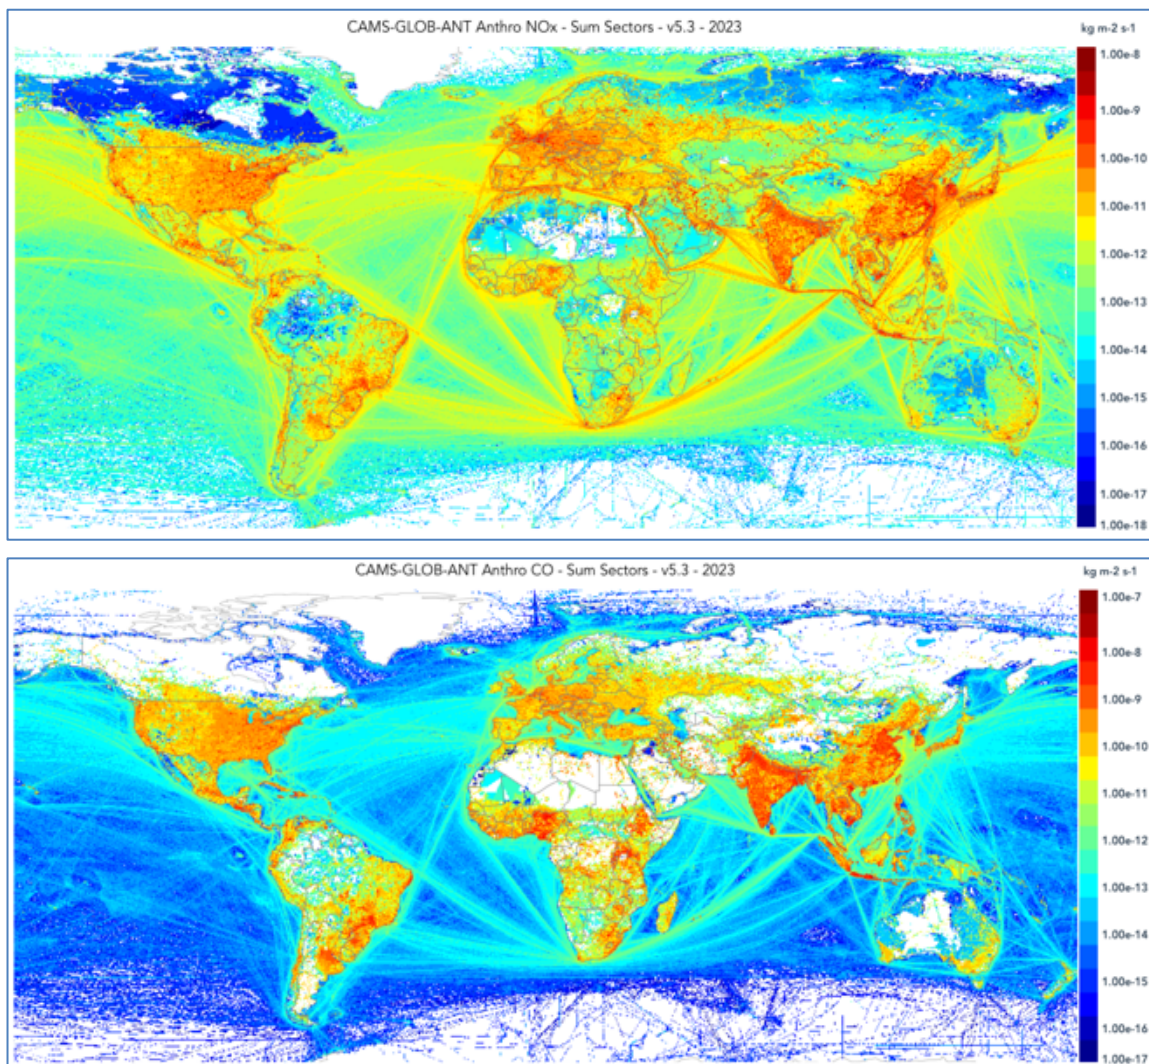 CAMS-GLOB-ANT Anthro NOx - Sum Sectors - v5.3 - 2023
kg m-2 s-1
1.00e-8
1.00e-9
1.00e-10
1.00e-11
1.00e-12
1.00e-13
1.00e-14
1.00e-15
1.00e-16
1.00e-17
1.00e-18
CAMS-GLOB-ANT Anthro CO - Sum Sectors - v5.3 - 2023
kg m-2 s-1
1.00e-7
1.00e-8
1.00e-9
1.00e-10
1.00e-11
1.00e-12
1.00e-13
1.00e-14
1.00e-15
1.00e-16
1.00e-17